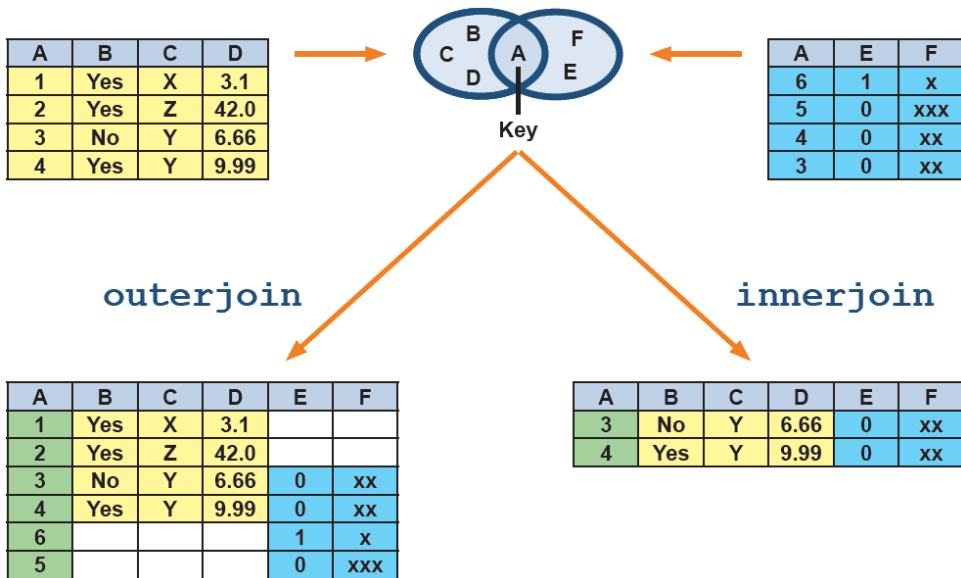 A B C D
1 Yes X 3.1
2 Yes Z 42.0
3 No Y 6.66
4 Yes Y 9.99
B
C
D
A
F
E
Key
A E F
6 1 x
5 0 xxx
4 0 xx
3 0 xx
outerjoin
innerjoin
A B C D E F
1 Yes X 3.1
2 Yes Z 42.0
3 No Y 6.66 0 xx
4 Yes Y 9.99 0 xx
6 1 x
5 0 xxx
A B C D E F
3 No Y 6.66 0 xx
4 Yes Y 9.99 0 xx